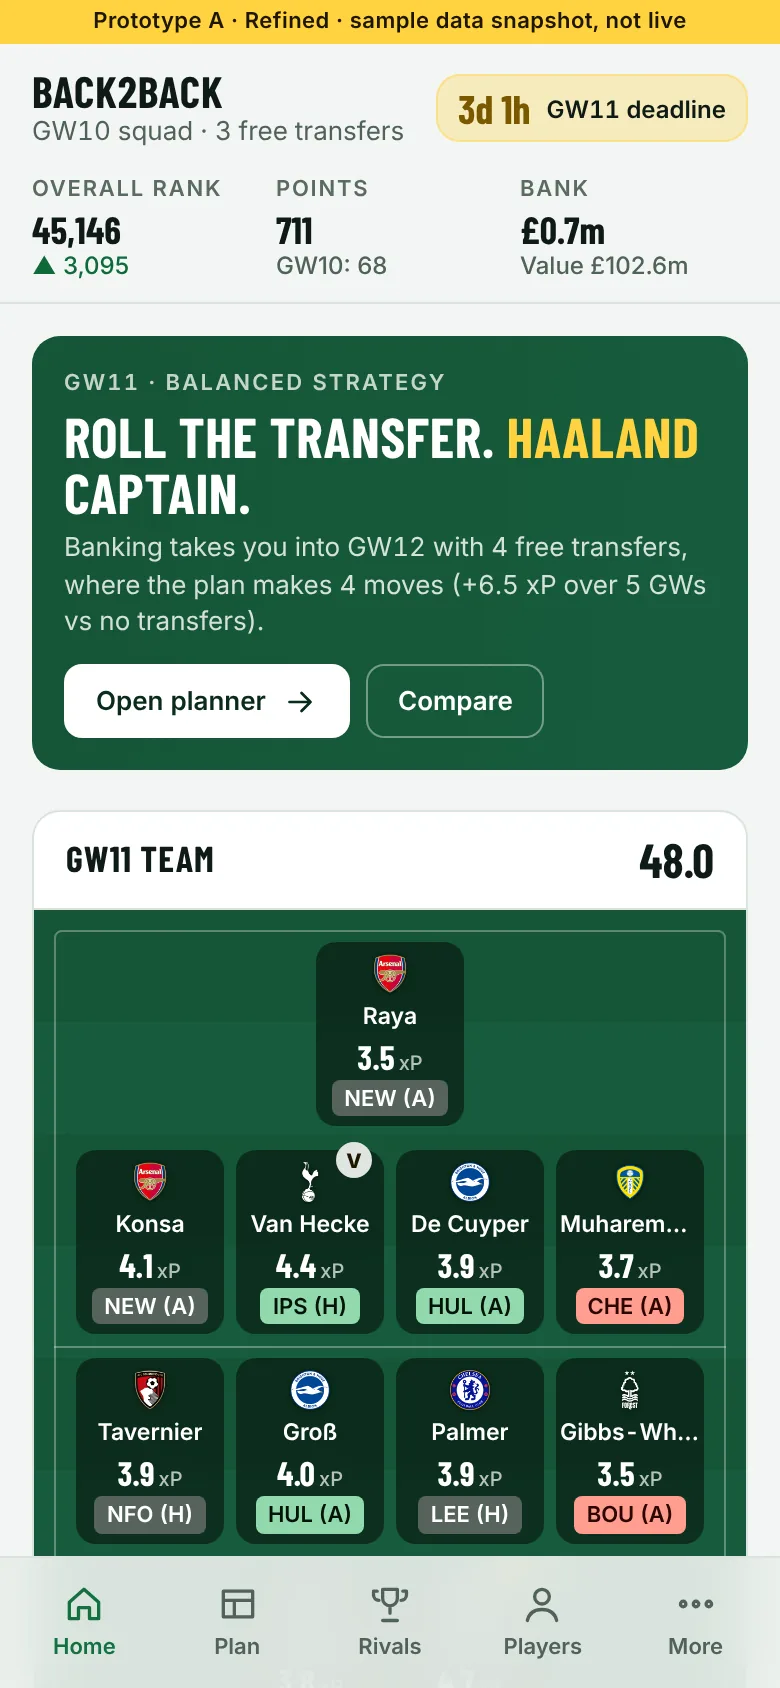 Prototype A · Refined · sample data snapshot, not live
BACK2BACK
GW10 squad · 3 free transfers
3d 1h GW11 deadline
OVERALL RANK POINTS BANK
45,146 711 £0.7m
▲ 3,095 GW10: 68 Value £102.6m
GW11 · BALANCED STRATEGY
ROLL THE TRANSFER. HAALAND
CAPTAIN.
Banking takes you into GW12 with 4 free transfers,
where the plan makes 4 moves (+6.5 xP over 5 GWs
vs no transfers).
Open planner → Compare
GW11 TEAM 48.0
Arsenal
Raya
3.5 xP
NEW (A)
V
Arsenal
Konsa Van Hecke De Cuyper Muharem...
4.1 xP 4.4 xP 3.9 xP 3.7 xP
NEW (A) IPS (H) HUL (A) CHE (A)
CHELSEA
FOREST
Tavernier Groß Palmer Gibbs-Wh...
3.9 xP 4.0 xP 3.9 xP 3.5 xP
NFO (H) HUL (A) LEE (H) BOU (A)
Home Plan Rivals Players More